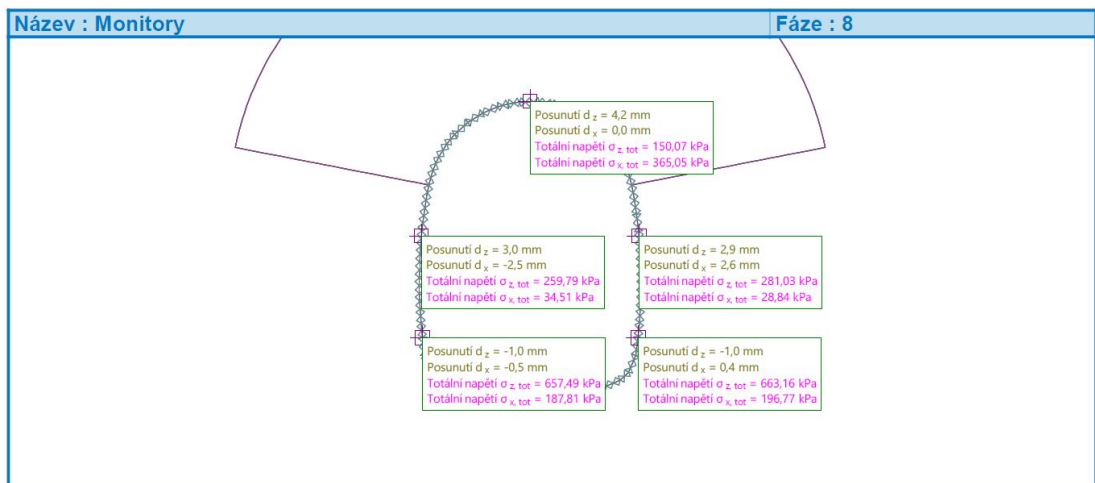 Název : Monitory
Fáze : 8
Posunutí d z = 4,2 mm
Posunutí d x = 0,0 mm
Totální napětí σ z, tot = 150,07 kPa
Totální napětí σ x, tot = 365,05 kPa
Posunutí d z = 3,0 mm
Posunutí d x = -2,5 mm
Totální napětí σ z, tot = 259,79 kPa
Totální napětí σ x, tot = 34,51 kPa
Posunutí d z = 2,9 mm
Posunutí d x = 2,6 mm
Totální napětí σ z, tot = 281,03 kPa
Totální napětí σ x, tot = 28,84 kPa
Posunutí d z = -1,0 mm
Posunutí d x = -0,5 mm
Totální napětí σ z, tot = 657,49 kPa
Totální napětí σ x, tot = 187,81 kPa
Posunutí d z = -1,0 mm
Posunutí d x = 0,4 mm
Totální napětí σ z, tot = 663,16 kPa
Totální napětí σ x, tot = 196,77 kPa